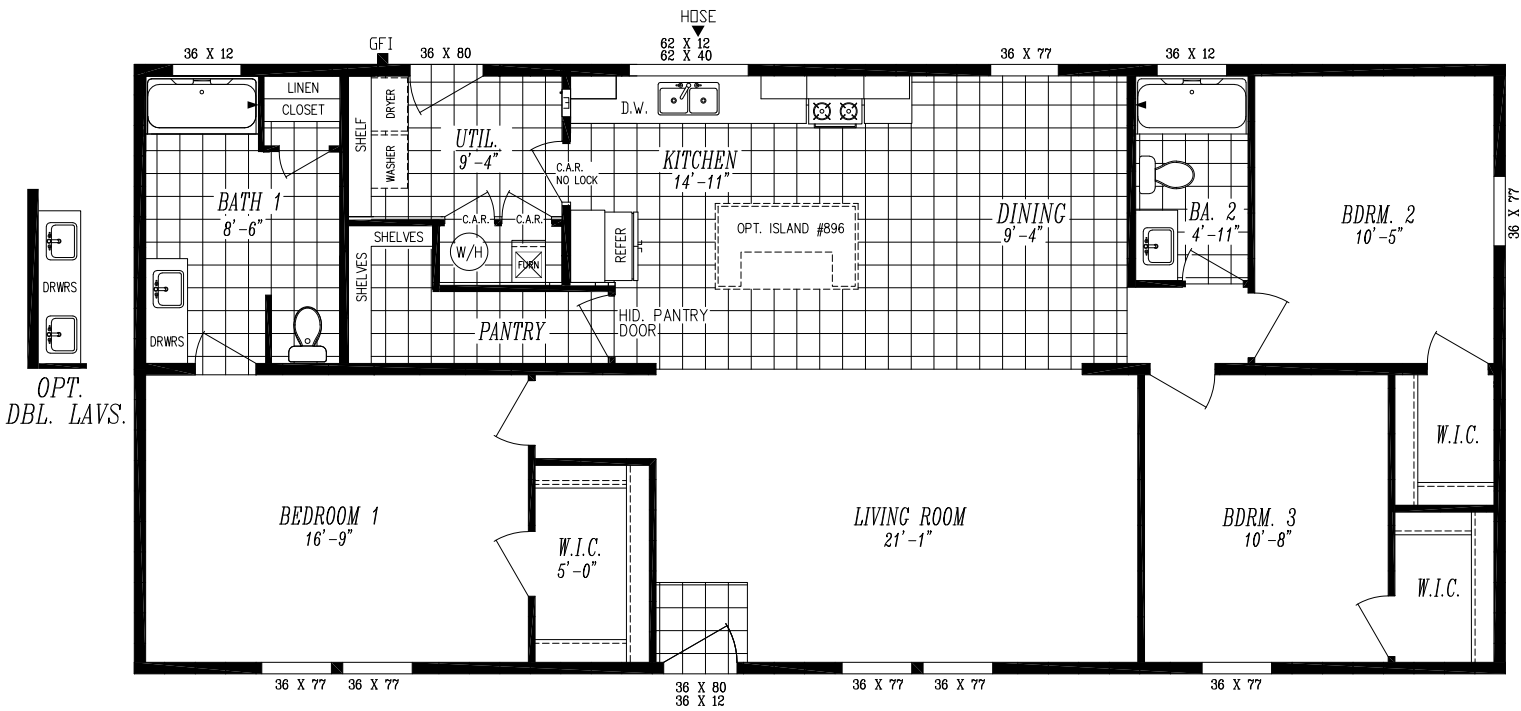 HOSE
36 X 12
GFI
36 X 80
62 X 12
62 X 40
36 X 77
36 X 12
LINEN
CLOSET
SHELF
DRYER
WASHER
UTIL.
9'-4"
D.W.
C.A.R.
NO LOCK
KITCHEN
14'-11"
BATH 1
8'-6"
C.A.R.
C.A.R.
W/H
FURN
REFER
OPT. ISLAND #896
DINING
9'-4"
BA. 2
4'-11"
BDRM. 2
10'-5"
36 X 77
SHELVES
SHELVES
DRWRS
DRWRS
PANTRY
HID. PANTRY
DOOR
OPT.
DBL. LAVS.
BEDROOM 1
16'-9"
W.I.C.
5'-0"
LIVING ROOM
21'-1"
BDRM. 3
10'-8"
W.I.C.
W.I.C.
36 X 77
36 X 77
36 X 80
36 X 12
36 X 77
36 X 77
36 X 77